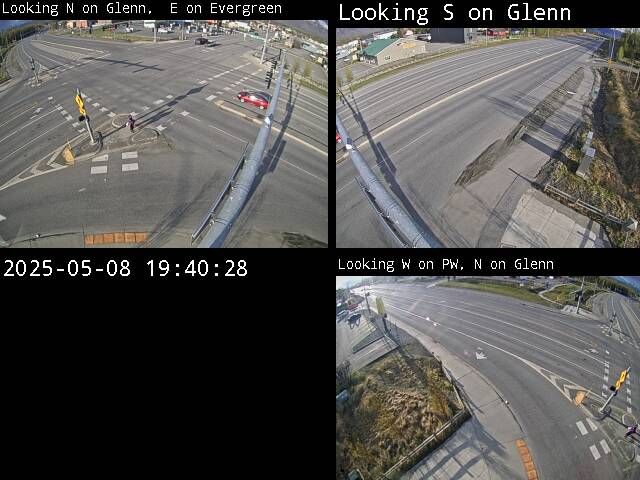 Looking N on Glenn,  E on Evergreen
Looking S on Glenn
2025-05-08 19:40:28
Looking W on PW, N on Glenn